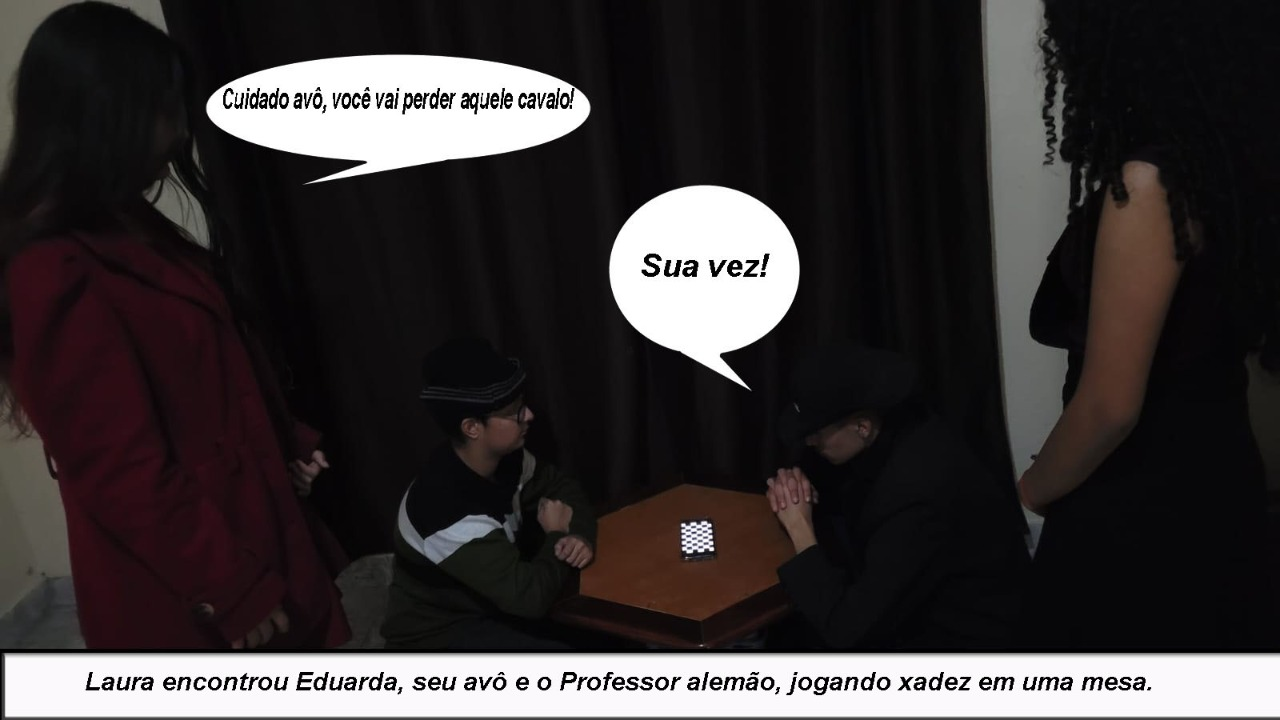 Cuidado avô, você vai perder aquele cavalo!
Sua vez!
Laura encontrou Eduarda, seu avô e o Professor alemão, jogando xadez em uma mesa.